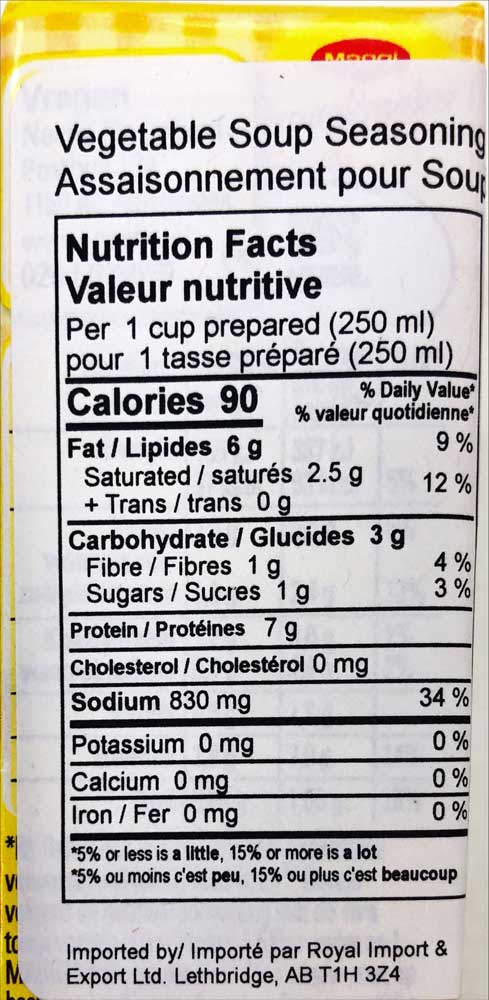 Maggi
Vegetable Soup Seasoning
Assaisonnement pour Soup
Nutrition Facts
Valeur nutritive
Per 1 cup prepared (250 ml)
pour 1 tasse préparé (250 ml)
Calories 90
% Daily Value*
% valeur quotidienne*
Fat / Lipides 6 g 9 %
Saturated / saturés 2.5 g
+ Trans / trans 0 g
12 %
Carbohydrate / Glucides 3 g
Fibre / Fibres 1 g 4 %
Sugars / Sucres 1 g 3 %
Protein / Protéines 7 g
Cholesterol / Cholestérol 0 mg
Sodium 830 mg 34 %
Potassium 0 mg 0 %
Calcium 0 mg 0 %
Iron / Fer 0 mg 0 %
*5% or less is a little, 15% or more is a lot
*5% ou moins c'est peu, 15% ou plus c'est beaucoup
Imported by/ Importé par Royal Import &
Export Ltd. Lethbridge, AB T1H 3Z4